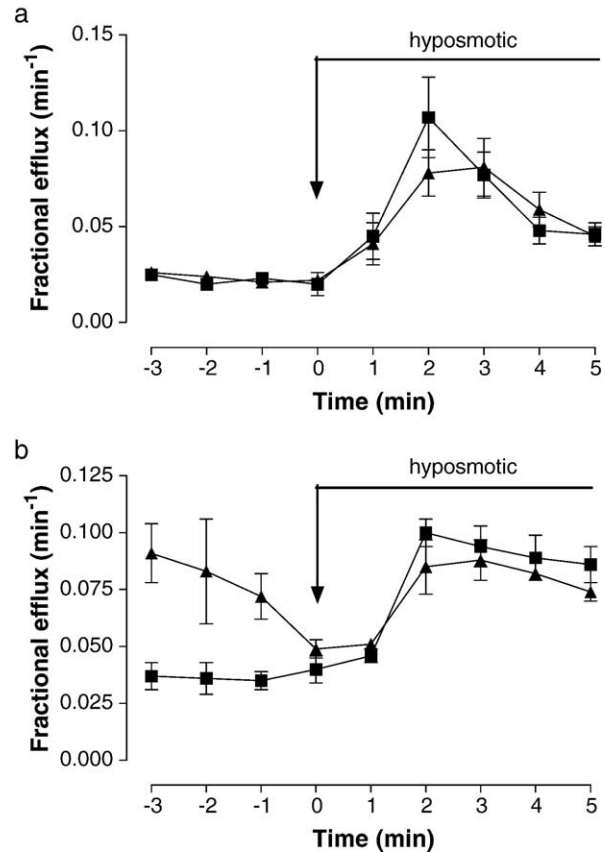 a
hyposmotic
Fractional efflux (min⁻¹)
0.15
0.10
0.05
0.00
-3 -2 -1 0 1 2 3 4 5
Time (min)
b
hyposmotic
Fractional efflux (min⁻¹)
0.125
0.100
0.075
0.050
0.025
0.000
-3 -2 -1 0 1 2 3 4 5
Time (min)